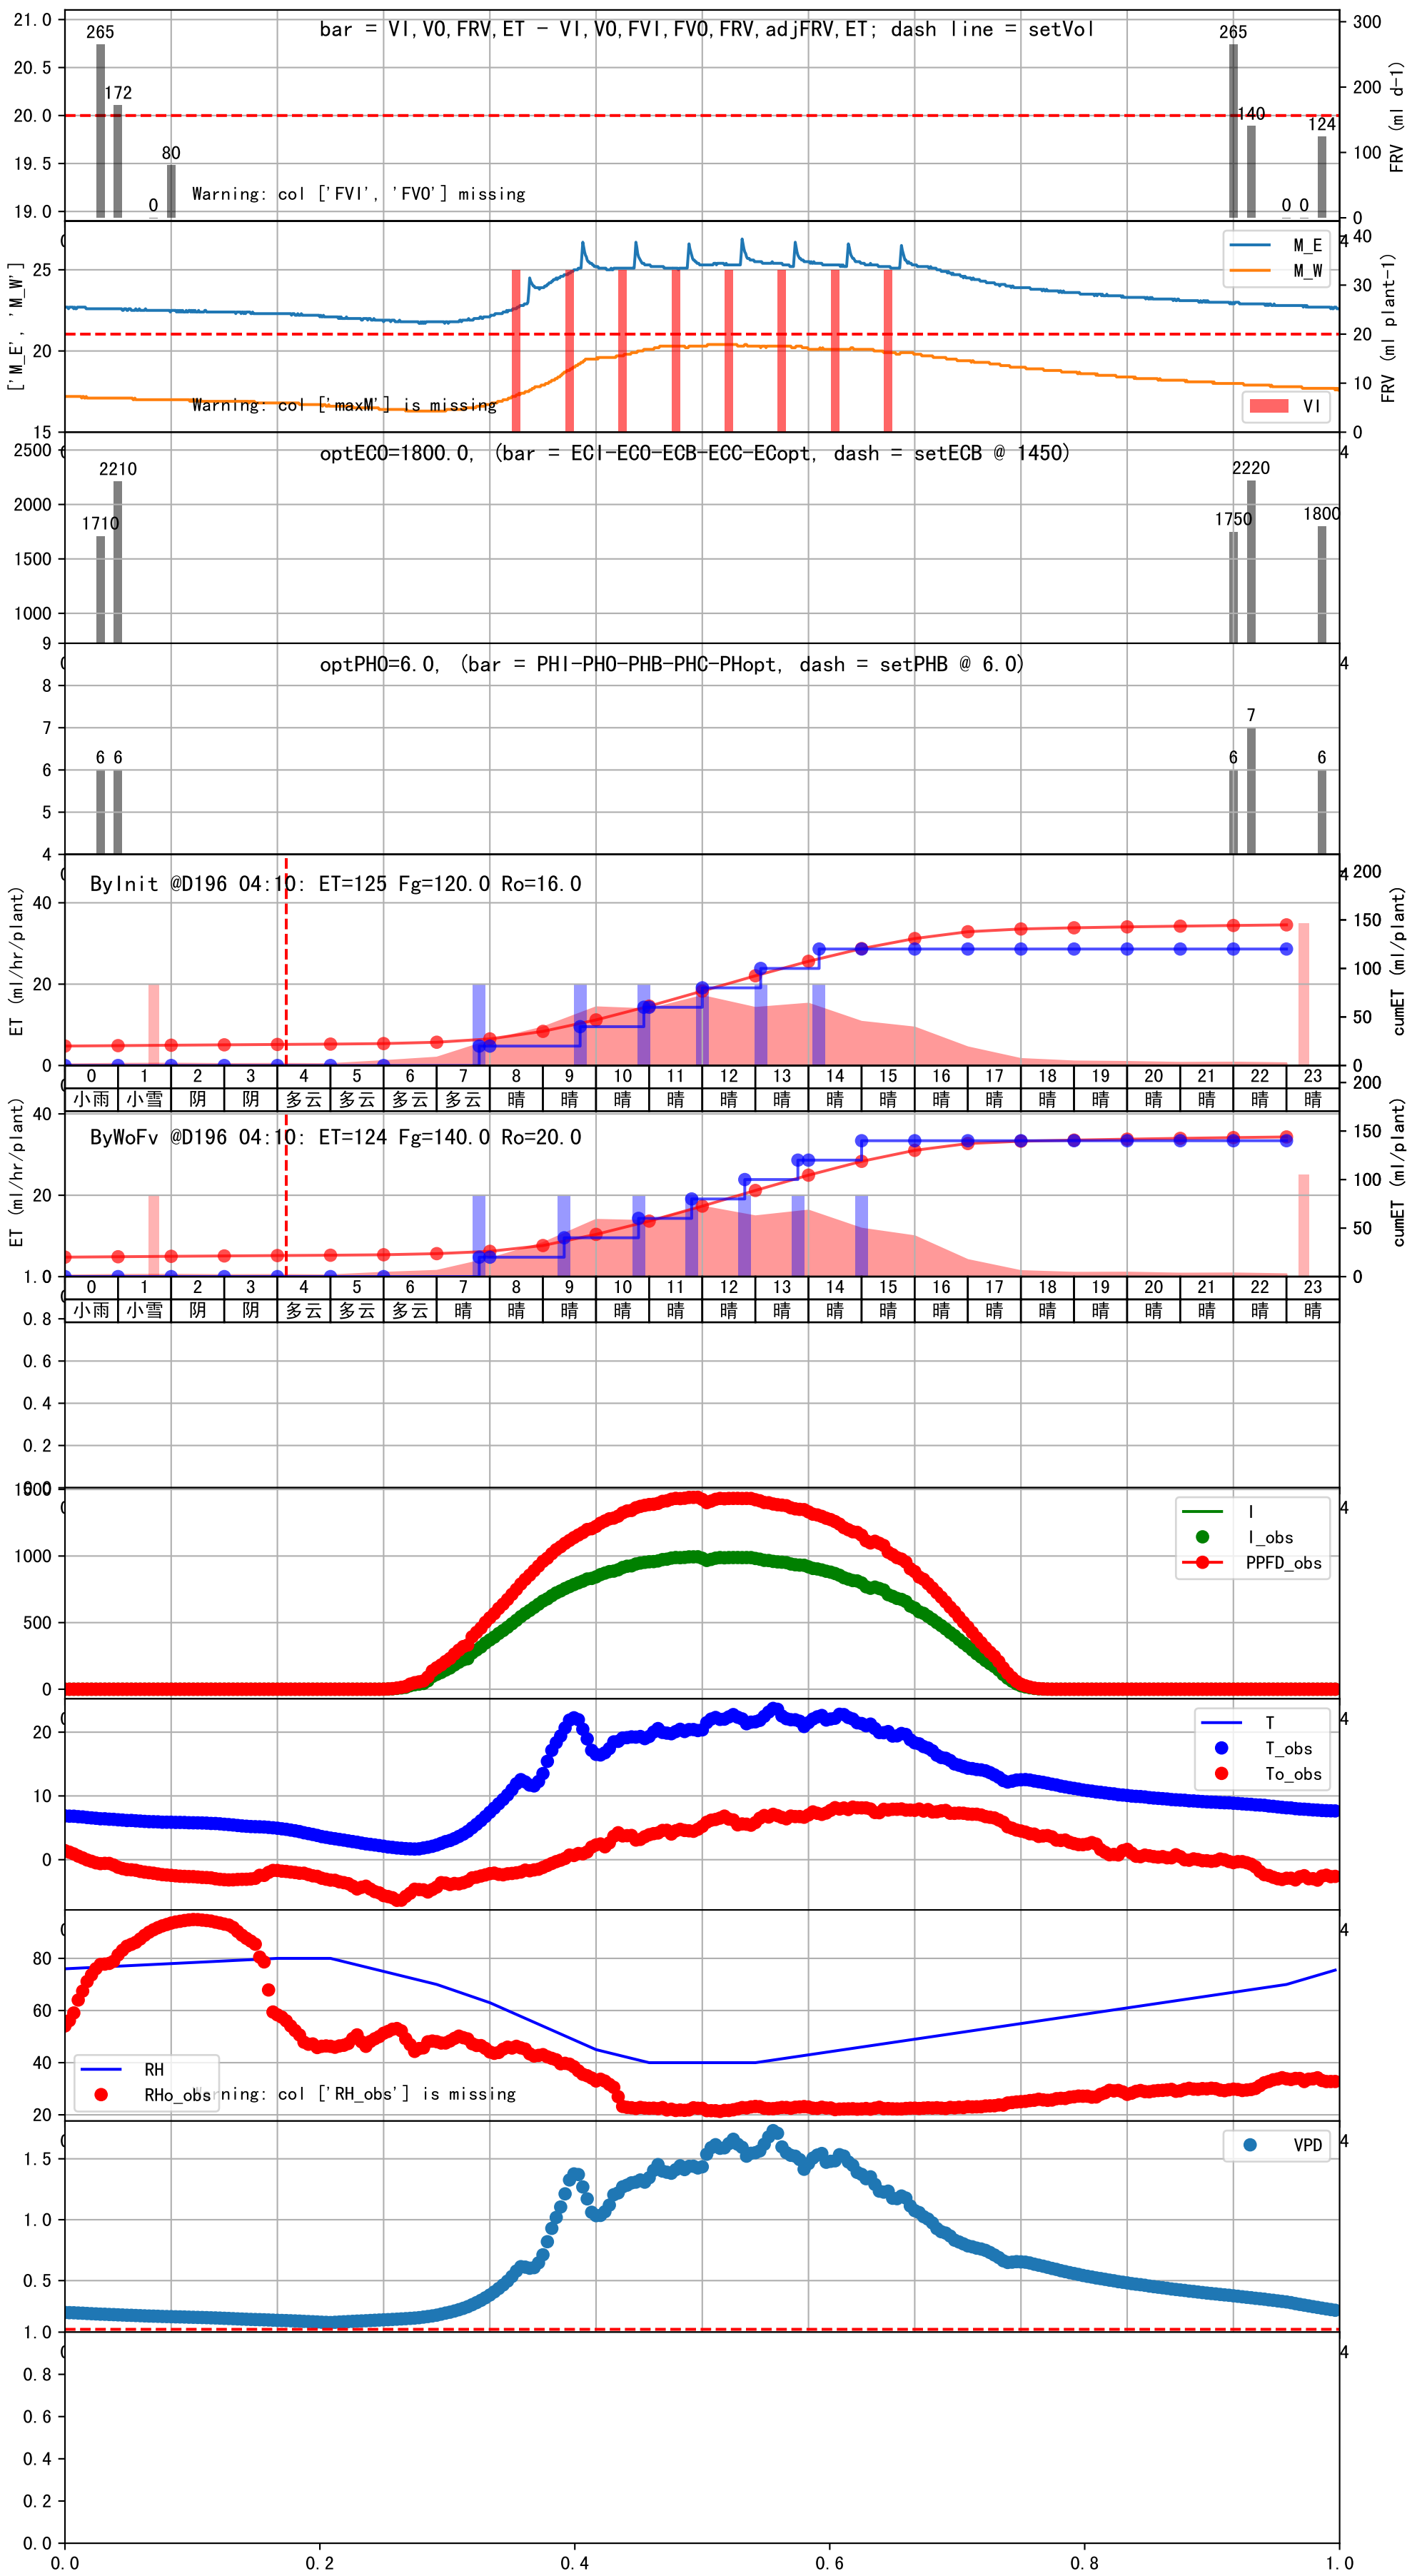 bar = VI,VO,FRV,ET - VI,VO,FVI,FVO,FRV,adjFRV,ET; dash line = setVol
21.0
20.5
20.0
19.5
19.0
265
172
0
80
265
140
0 0
124
300
200
100
0
FRV (ml d-1)
Warning: col ['FVI', 'FVO'] missing
['M_E', 'M_W']
25
20
15
M_E
M_W
VI
40
30
20
10
0
FRV (ml plant-1)
Warning: col ['maxM'] is missing
optECO=1800.0, (bar = ECI-ECO-ECB-ECC-ECopt, dash = setECB @ 1450)
2500
2000
1500
1000
1710
2210
1750
2220
1800
4
optPHO=6.0, (bar = PHI-PHO-PHB-PHC-PHopt, dash = setPHB @ 6.0)
9
8
7
6
5
4
6 6
6
7
6
4
ByInit @D196 04:10: ET=125 Fg=120.0 Ro=16.0
ET (ml/hr/plant)
40
20
0
200
150
100
50
0
cumET (ml/plant)
0 1 2 3 4 5 6 7 8 9 10 11 12 13 14 15 16 17 18 19 20 21 22 23
小雨 小雪 阴 阴 多云 多云 多云 多云 晴 晴 晴 晴 晴 晴 晴 晴 晴 晴 晴 晴 晴 晴 晴 晴
ByWoFv @D196 04:10: ET=124 Fg=140.0 Ro=20.0
ET (ml/hr/plant)
40
20
1.0
200
150
100
50
0
cumET (ml/plant)
0 1 2 3 4 5 6 7 8 9 10 11 12 13 14 15 16 17 18 19 20 21 22 23
小雨 小雪 阴 阴 多云 多云 多云 晴 晴 晴 晴 晴 晴 晴 晴 晴 晴 晴 晴 晴 晴 晴 晴 晴
0.8
0.6
0.4
0.2
1000
500
0
I
I_obs
PPFD_obs
4
20
10
0
T
T_obs
To_obs
4
80
60
40
20
RH
RHo_obs
col ['RH_obs'] is missing
4
1.5
1.0
0.5
VPD
4
1.0
0.8
0.6
0.4
0.2
0.0
4
0.0 0.2 0.4 0.6 0.8 1.0